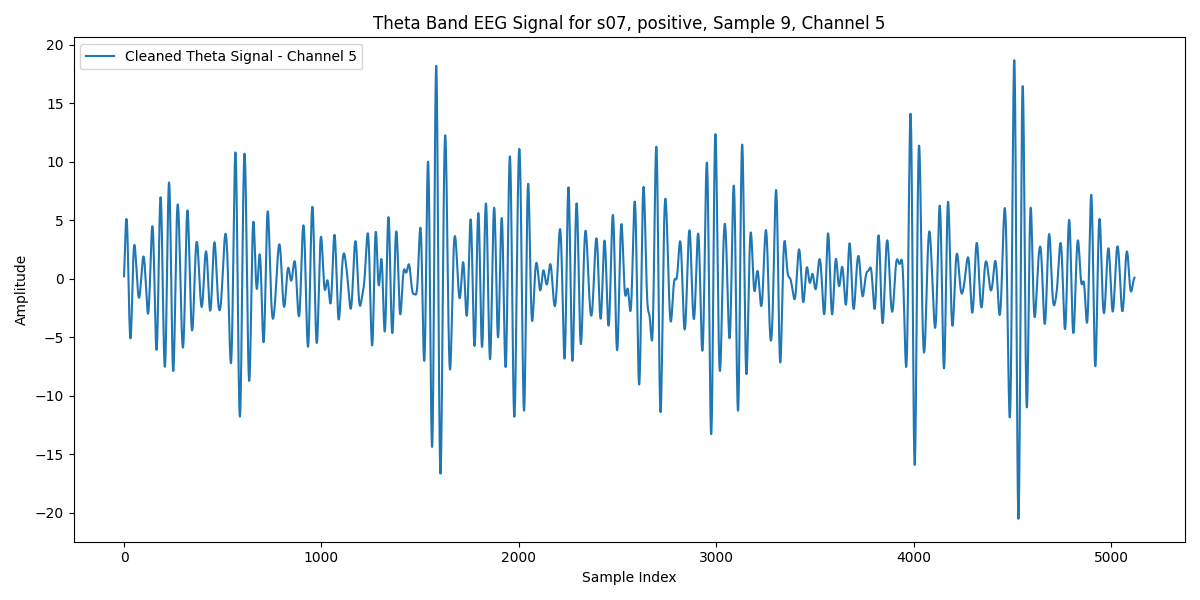 Theta Band EEG Signal for s07, positive, Sample 9, Channel 5
Cleaned Theta Signal - Channel 5
20
15
10
5
0
−5
−10
−15
−20
Amplitude
0 1000 2000 3000 4000 5000
Sample Index